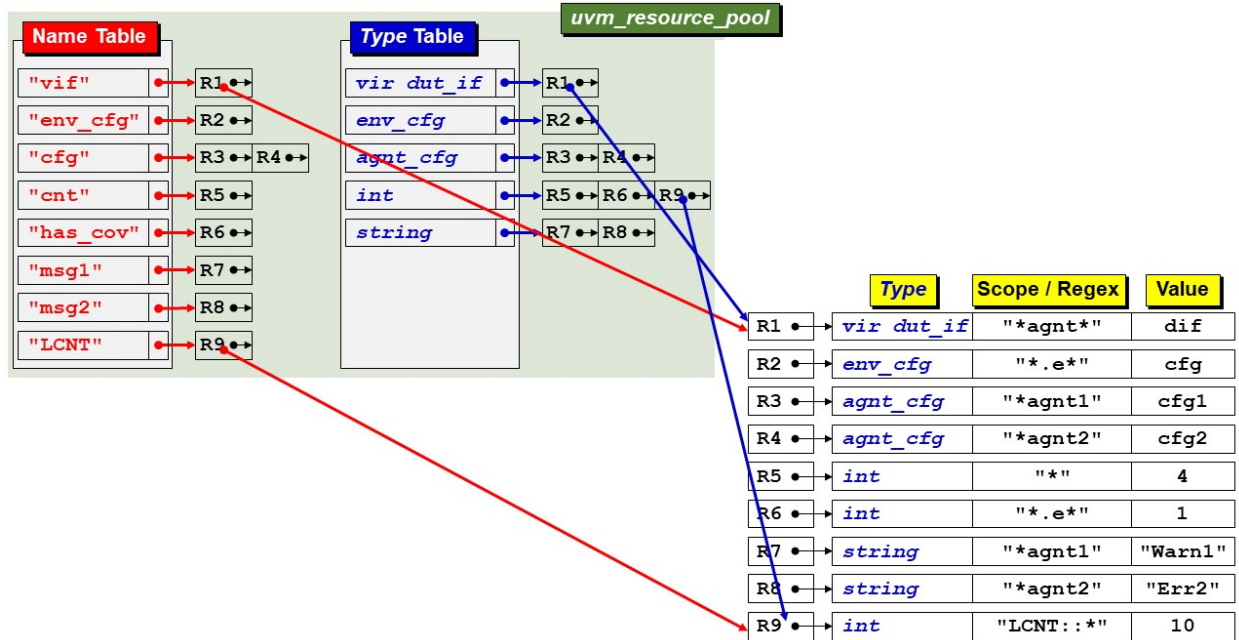 uvm_resource_pool
Name Table
Type Table
"vif" R1 vir dut_if R1
"env_cfg" R2 env_cfg R2
"cfg" R3 R4 agnt_cfg R3 R4
"cnt" R5 int R5 R6 R9
"has_cov" R6 string R7 R8
"msg1" R7
"msg2" R8
"LCNT" R9
Type Scope / Regex Value
R1 vir dut_if "*agnt*" dif
R2 env_cfg "*.e*" cfg
R3 agnt_cfg "*agnt1" cfg1
R4 agnt_cfg "*agnt2" cfg2
R5 int "*" 4
R6 int "*.e*" 1
R7 string "*agnt1" "Warn1"
R8 string "*agnt2" "Err2"
R9 int "LCNT::*" 10